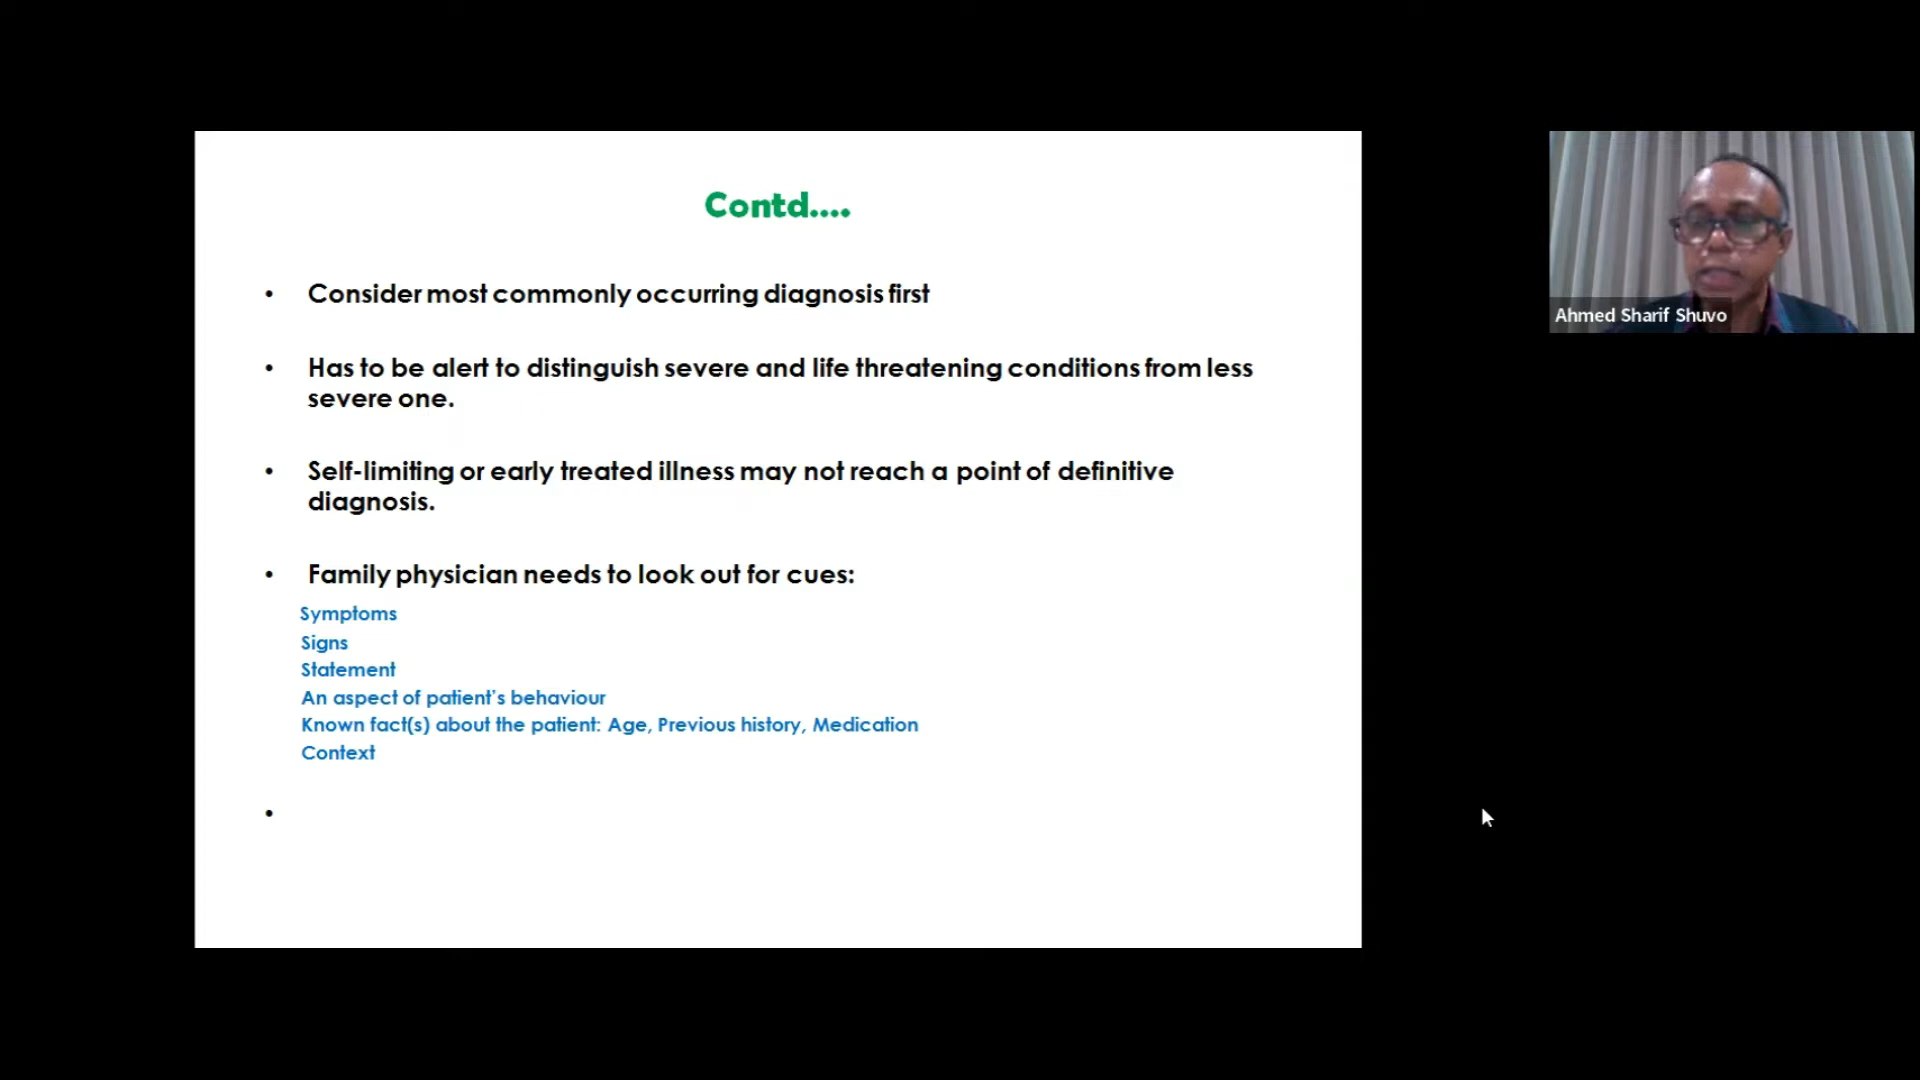 Contd....
• Consider most commonly occurring diagnosis first
• Has to be alert to distinguish severe and life threatening conditions from less
severe one.
• Self-limiting or early treated illness may not reach a point of definitive
diagnosis.
• Family physician needs to look out for cues:
Symptoms
Signs
Statement
An aspect of patient's behaviour
Known fact(s) about the patient: Age, Previous history, Medication
Context
•
Ahmed Sharif Shuvo